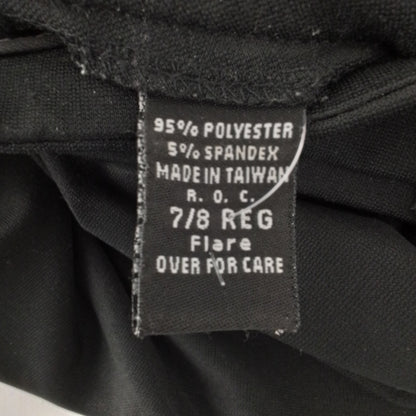 95% POLYESTER
5% SPANDEX
MADE IN TAIWAN
R. O. C.
7/8 REG
Flare
OVER FOR CARE